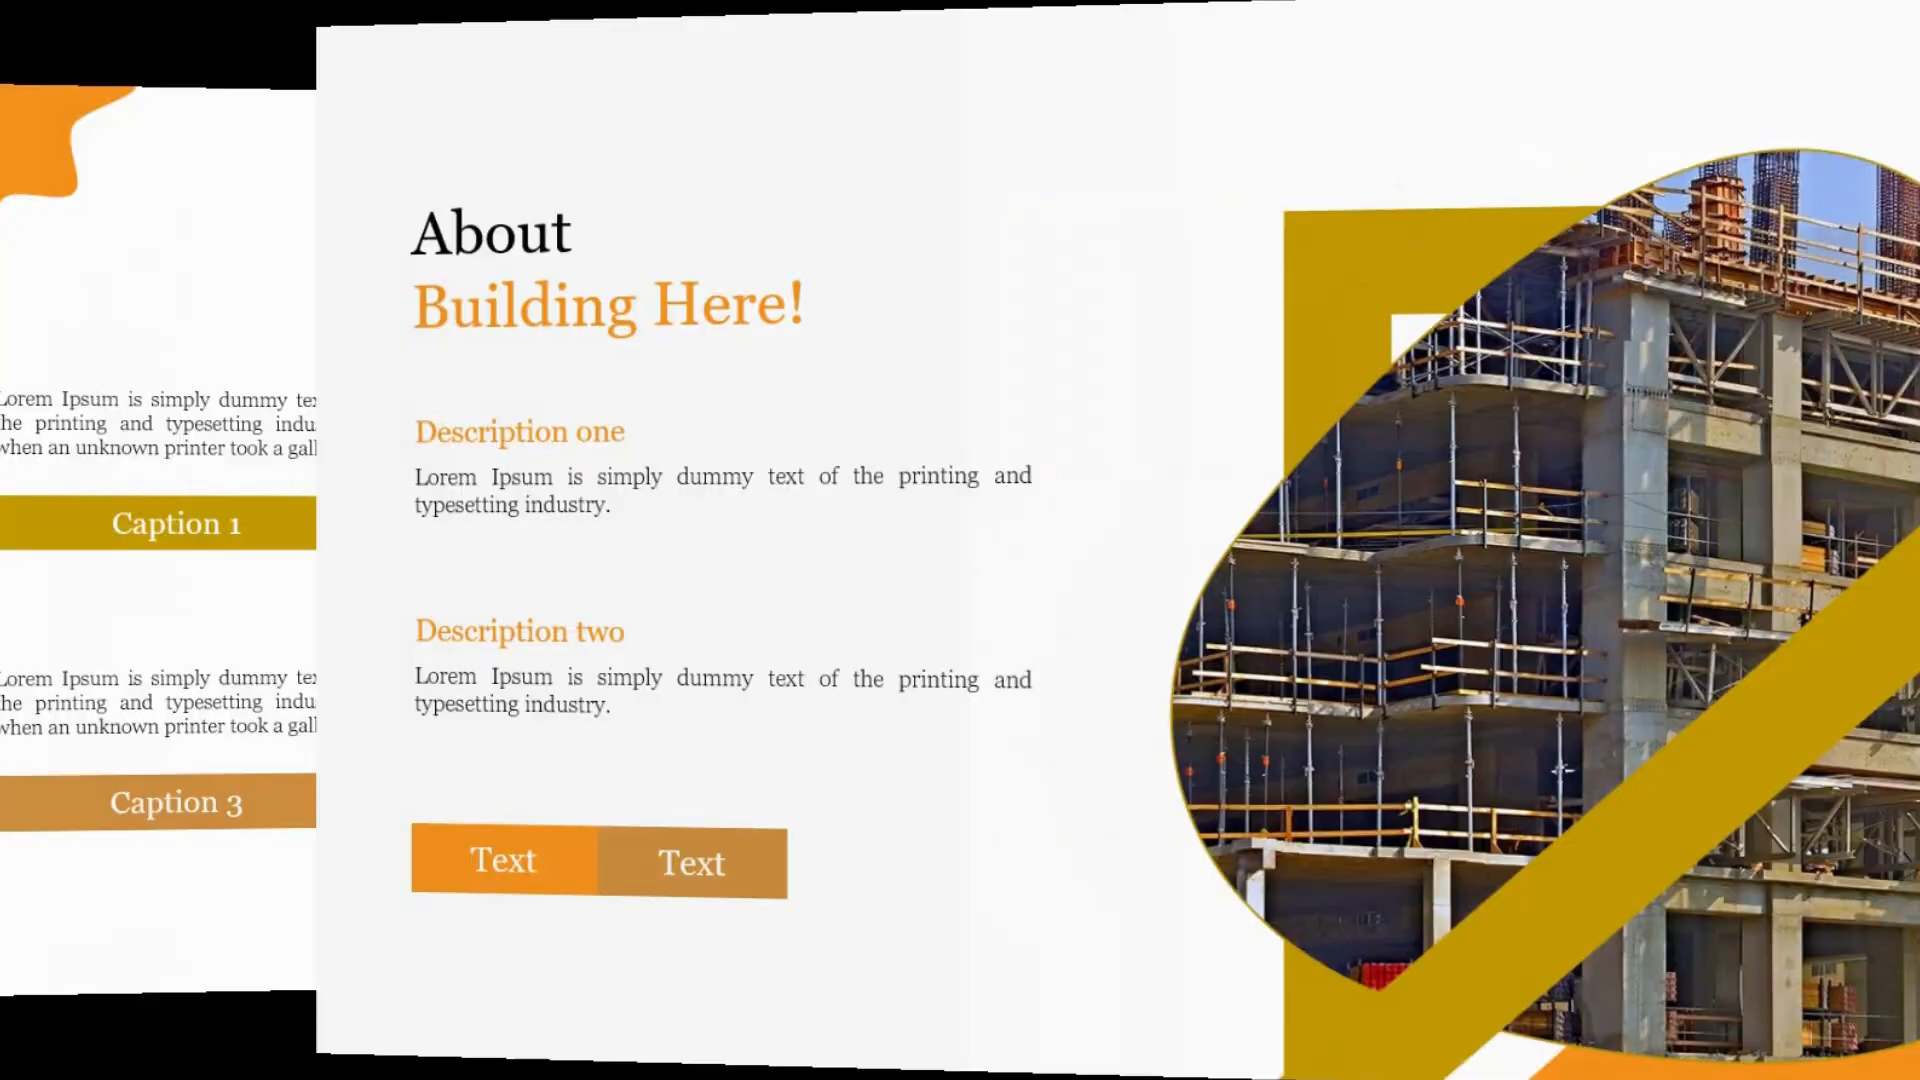 Lorem Ipsum is simply dummy
the printing and typesetting
when an unknown printer took a
Caption 1
Lorem Ipsum is simply dummy
the printing and typesetting
when an unknown printer took a
Caption 3
About
Building Here!
Description one
Lorem Ipsum is simply dummy text of the printing and
typesetting industry.
Description two
Lorem Ipsum is simply dummy text of the printing and
typesetting industry.
Text Text